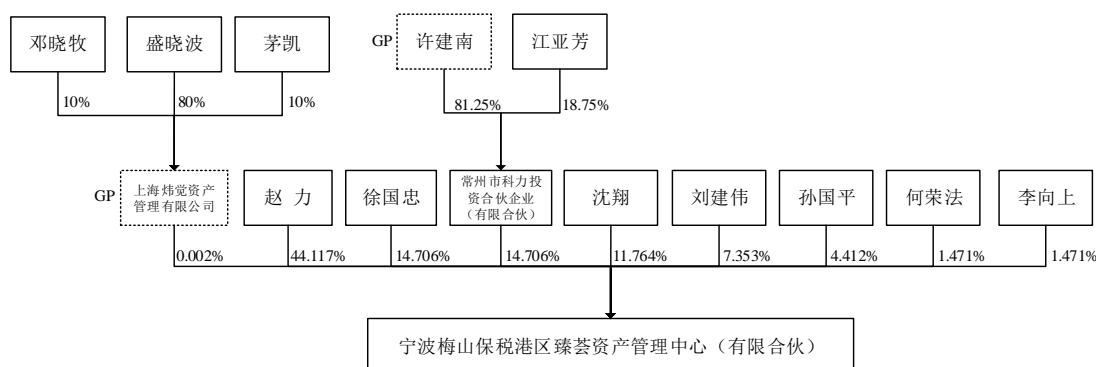 邓晓牧
盛晓波
茅凯
GP
许建南
江亚芳
10%
80%
10%
81.25%
18.75%
GP
上海炜觉资产
管理有限公司
赵 力
徐国忠
常州市科力投
资合伙企业
（有限合伙）
沈翔
刘建伟
孙国平
何荣法
李向上
0.002%
44.117%
14.706%
14.706%
11.764%
7.353%
4.412%
1.471%
1.471%
宁波梅山保税港区臻荟资产管理中心（有限合伙）